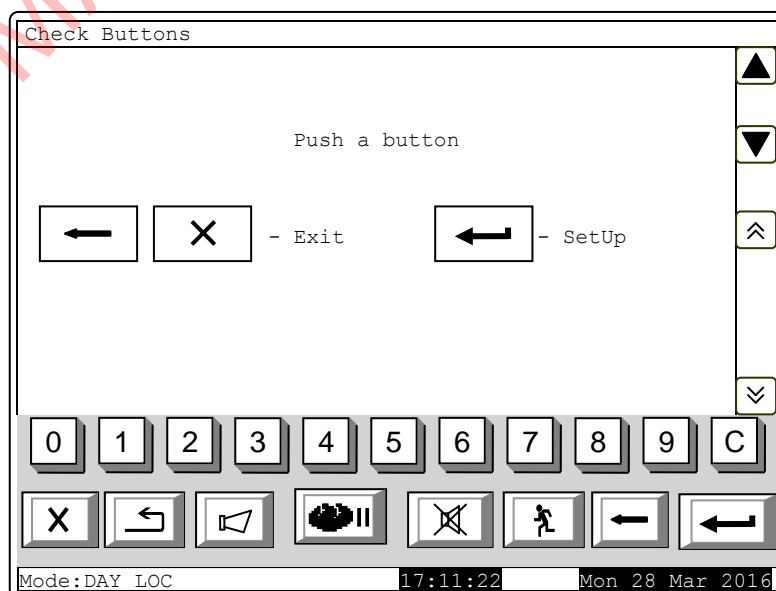 Check Buttons
Push a button
- Exit
- SetUp
0 1 2 3 4 5 6 7 8 9 C
Mode:DAY LOC 17:11:22 Mon 28 Mar 2016